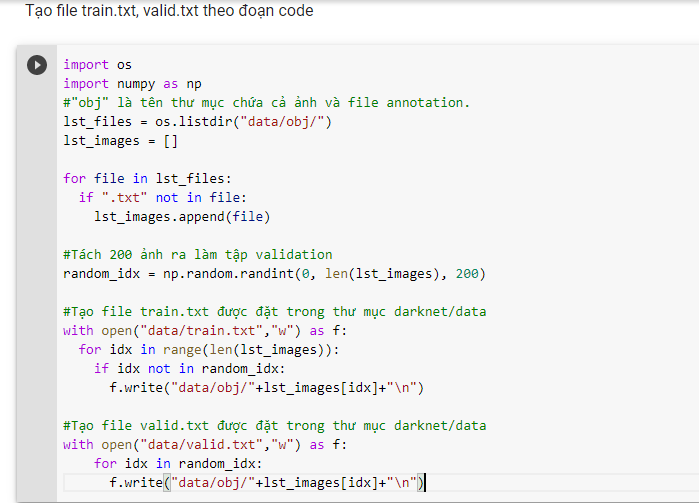 Tạo file train.txt, valid.txt theo đoạn code
import os
import numpy as np
#"obj" là tên thư mục chứa cả ảnh và file annotation.
lst_files = os.listdir("data/obj/")
lst_images = []
for file in lst_files:
  if ".txt" not in file:
    lst_images.append(file)
#Tách 200 ảnh ra làm tập validation
random_idx = np.random.randint(0, len(lst_images), 200)
#Tạo file train.txt được đặt trong thư mục darknet/data
with open("data/train.txt","w") as f:
  for idx in range(len(lst_images)):
    if idx not in random_idx:
      f.write("data/obj/"+lst_images[idx]+"\n")
#Tạo file valid.txt được đặt trong thư mục darknet/data
with open("data/valid.txt","w") as f:
    for idx in random_idx:
      f.write("data/obj/"+lst_images[idx]+"\n")